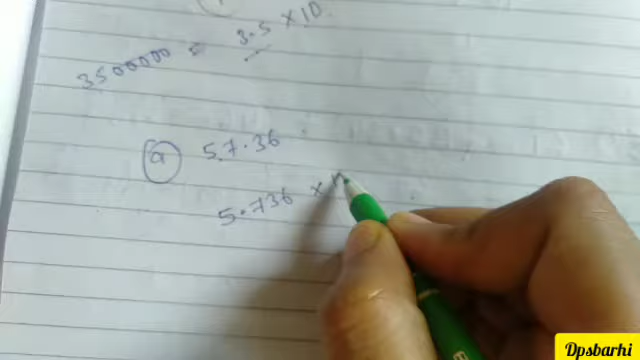 3500000 = 3.5 × 10
a 57.36
5.736 ×
Dpsbarhi